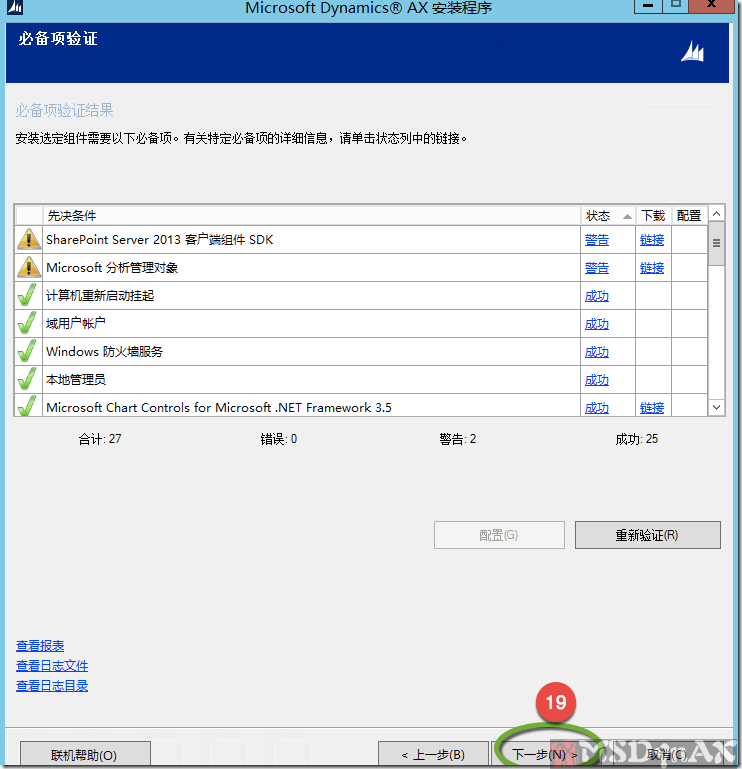 Microsoft Dynamics® AX 安装程序
必备项验证
必备项验证结果
安装选定组件需要以下必备项。有关特定必备项的详细信息，请单击状态列中的链接。
先决条件 状态 下载 配置
SharePoint Server 2013 客户端组件 SDK 警告 链接
Microsoft 分析管理对象 警告 链接
计算机重新启动挂起 成功
域用户帐户 成功
Windows 防火墙服务 成功
本地管理员 成功
Microsoft Chart Controls for Microsoft .NET Framework 3.5 成功 链接
合计: 27 错误: 0 警告: 2 成功: 25
配置(G) 重新验证(R)
查看报表
查看日志文件
查看日志目录
19
联机帮助(O) < 上一步(B) 下一步(N) > 取消(C)